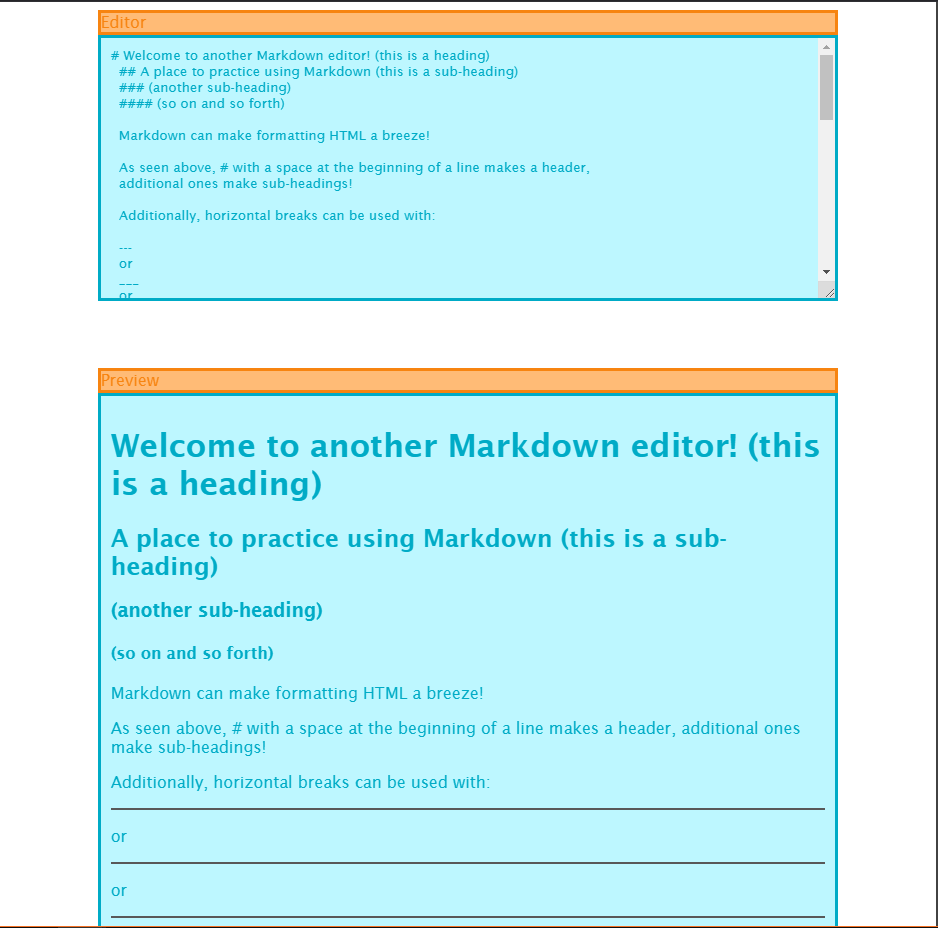 Editor
# Welcome to another Markdown editor! (this is a heading)
## A place to practice using Markdown (this is a sub-heading)
### (another sub-heading)
#### (so on and so forth)
Markdown can make formatting HTML a breeze!
As seen above, # with a space at the beginning of a line makes a header,
additional ones make sub-headings!
Additionally, horizontal breaks can be used with:
---
or
___
or
Preview
Welcome to another Markdown editor! (this
is a heading)
A place to practice using Markdown (this is a sub-
heading)
(another sub-heading)
(so on and so forth)
Markdown can make formatting HTML a breeze!
As seen above, # with a space at the beginning of a line makes a header, additional ones
make sub-headings!
Additionally, horizontal breaks can be used with:
or
or